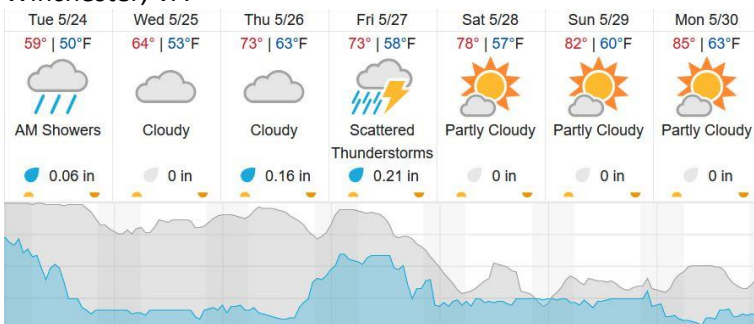 Tue 5/24 Wed 5/25 Thu 5/26 Fri 5/27 Sat 5/28 Sun 5/29 Mon 5/30
59° | 50°F 64° | 53°F 73° | 63°F 73° | 58°F 78° | 57°F 82° | 60°F 85° | 63°F
AM Showers Cloudy Cloudy Scattered Partly Cloudy Partly Cloudy Partly Cloudy
Thunderstorms
0.06 in 0 in 0.16 in 0.21 in 0 in 0 in 0 in